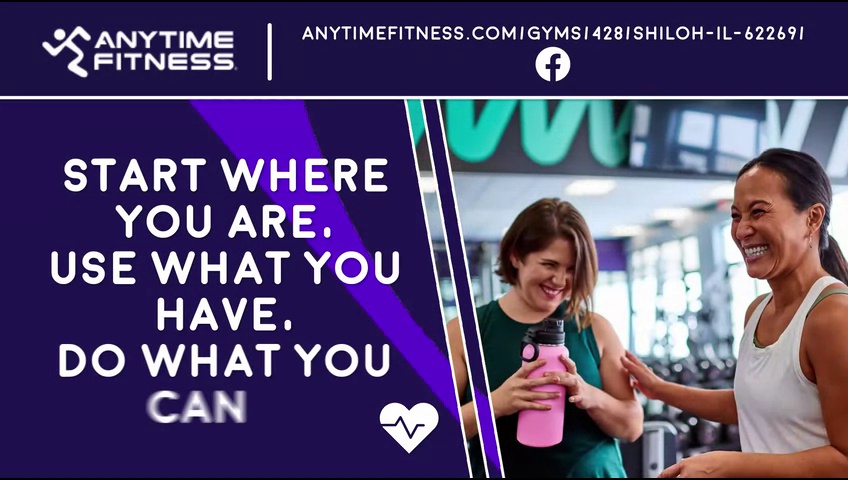 ANYTIME
FITNESS
ANYTIMEFITNESS.COM/GYMS/428/SHILOH-IL-62269/
START WHERE
YOU ARE.
USE WHAT YOU
HAVE.
DO WHAT YOU
CAN